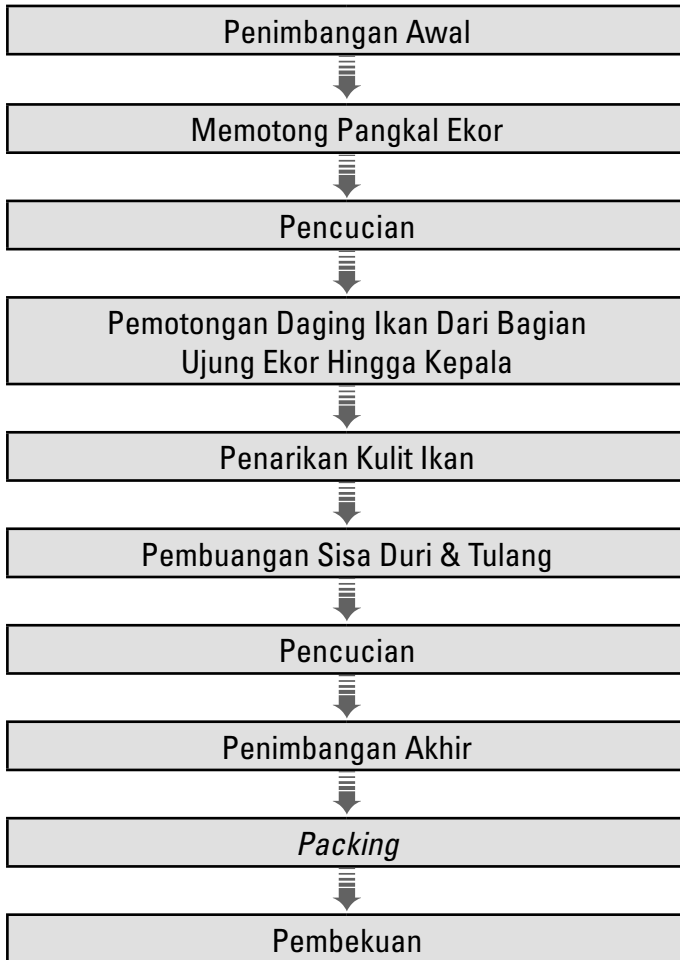 Penimbangan Awal
Memotong Pangkal Ekor
Pencucian
Pemotongan Daging Ikan Dari Bagian
Ujung Ekor Hingga Kepala
Penarikan Kulit Ikan
Pembuangan Sisa Duri & Tulang
Pencucian
Penimbangan Akhir
Packing
Pembekuan